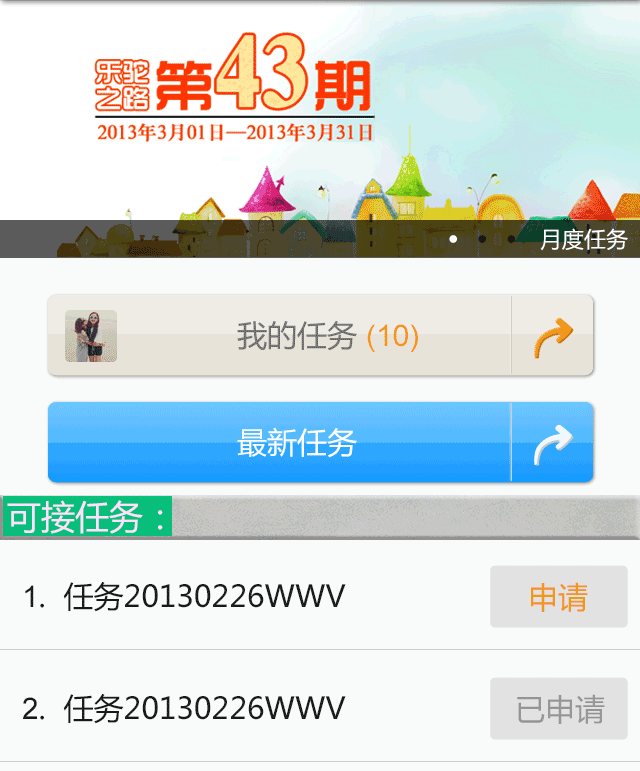 乐驼之路 第43期
2013年3月01日—2013年3月31日
月度任务
我的任务 (10)
最新任务
可接任务：
1. 任务20130226WWV 申请
2. 任务20130226WWV 已申请